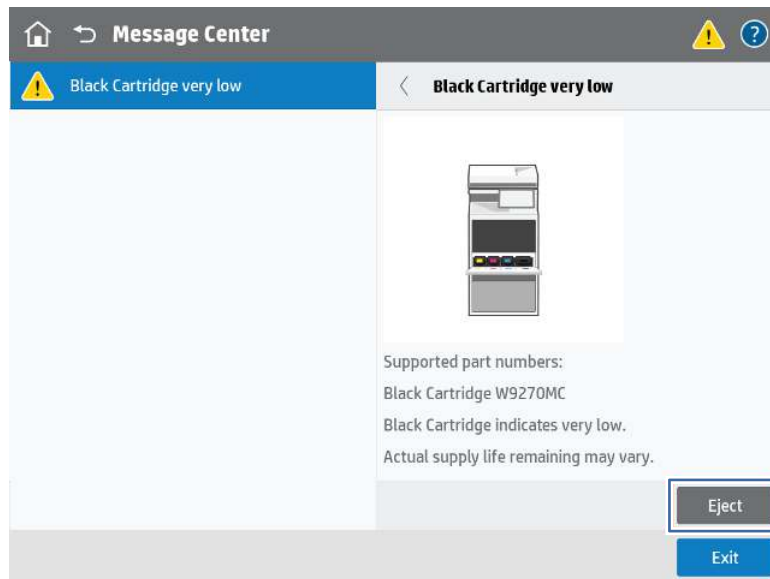 Message Center
?
Black Cartridge very low
Black Cartridge very low
Supported part numbers:
Black Cartridge W9270MC
Black Cartridge indicates very low.
Actual supply life remaining may vary.
Eject
Exit